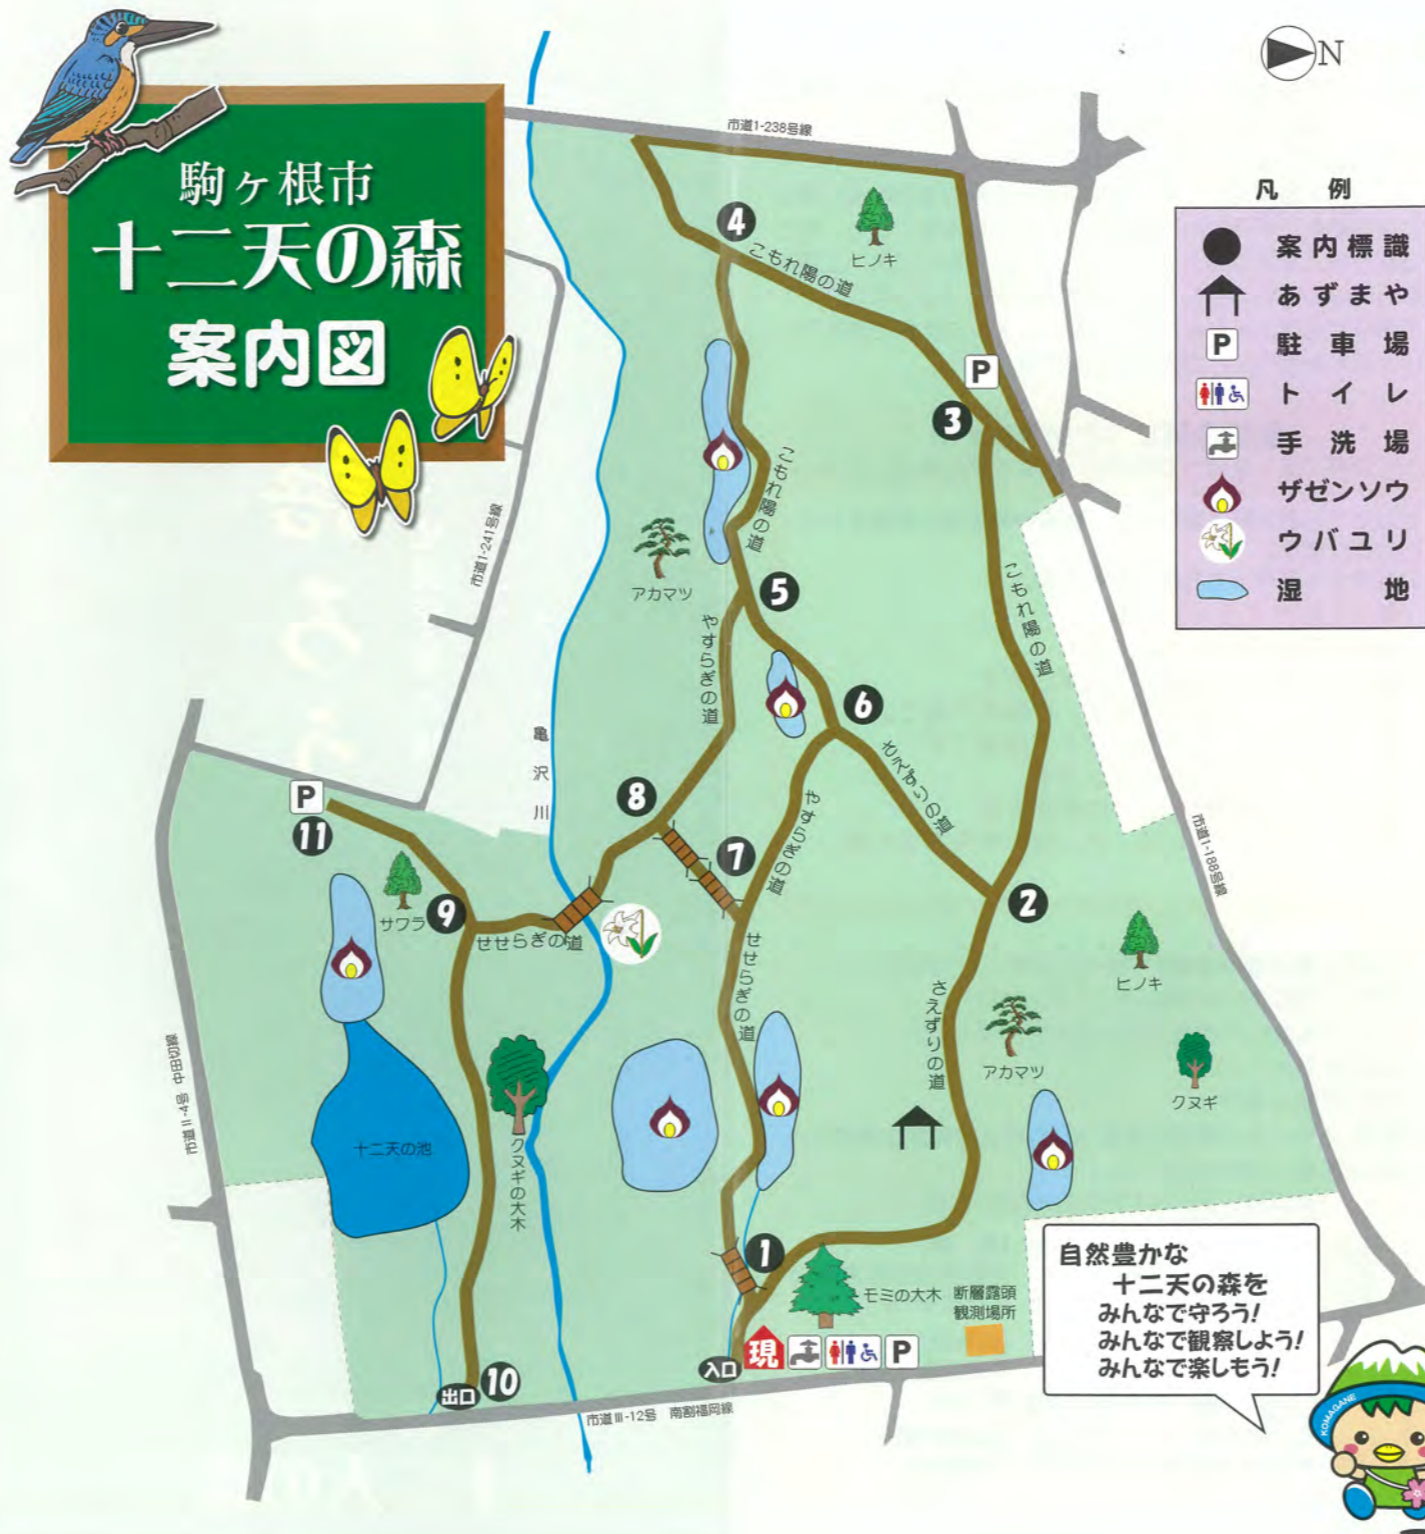 駒ヶ根市
十二天の森
案内図
N
凡例
案内標識
あずまや
P 駐車場
トイレ
手洗場
ザゼンソウ
ウバユリ
湿地
市道1-238号線
4
こもれ陽の道
ヒノキ
P
3
こもれ陽の道
市道1-241号線
アカマツ
5
こもれ陽の道
やすらぎの道
6
亀沢川
さえずりの道
P
11
8
7
やすらぎの道
市道1-188号線
サワラ
9
せせらぎの道
2
せせらぎの道
ヒノキ
さえずりの道
アカマツ
クヌギ
市道II-4号 中田切線
十二天の池
クヌギの大木
1
モミの大木
断層露頭
観測場所
入口
現
P
出口
10
市道III-12号 南割福岡線
自然豊かな
十二天の森を
みんなで守ろう!
みんなで観察しよう!
みんなで楽しもう!
KOMAGANE